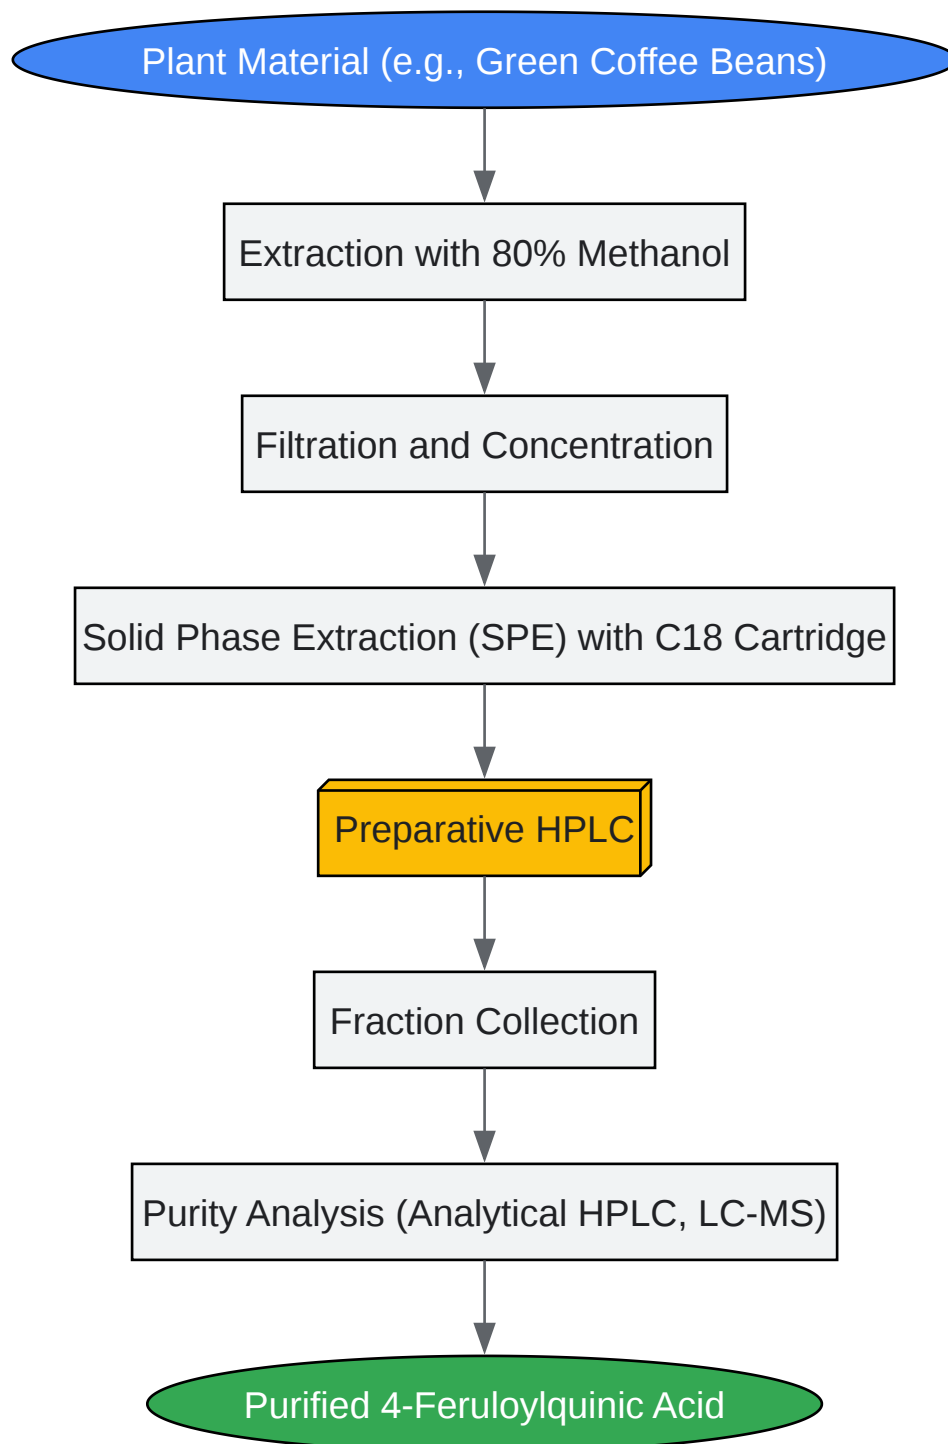 Plant Material (e.g., Green Coffee Beans)
Extraction with 80% Methanol
Filtration and Concentration
Solid Phase Extraction (SPE) with C18 Cartridge
Preparative HPLC
Fraction Collection
Purity Analysis (Analytical HPLC, LC-MS)
Purified 4-Feruloylquinic Acid